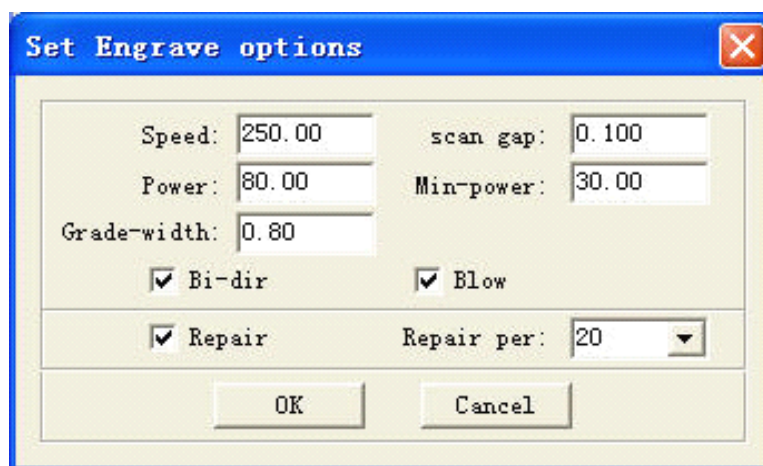 Set Engrave options
Speed: 250.00 scan gap: 0.100
Power: 80.00 Min-power: 30.00
Grade-width: 0.80
Bi-dir Blow
Repair Repair per: 20
OK Cancel